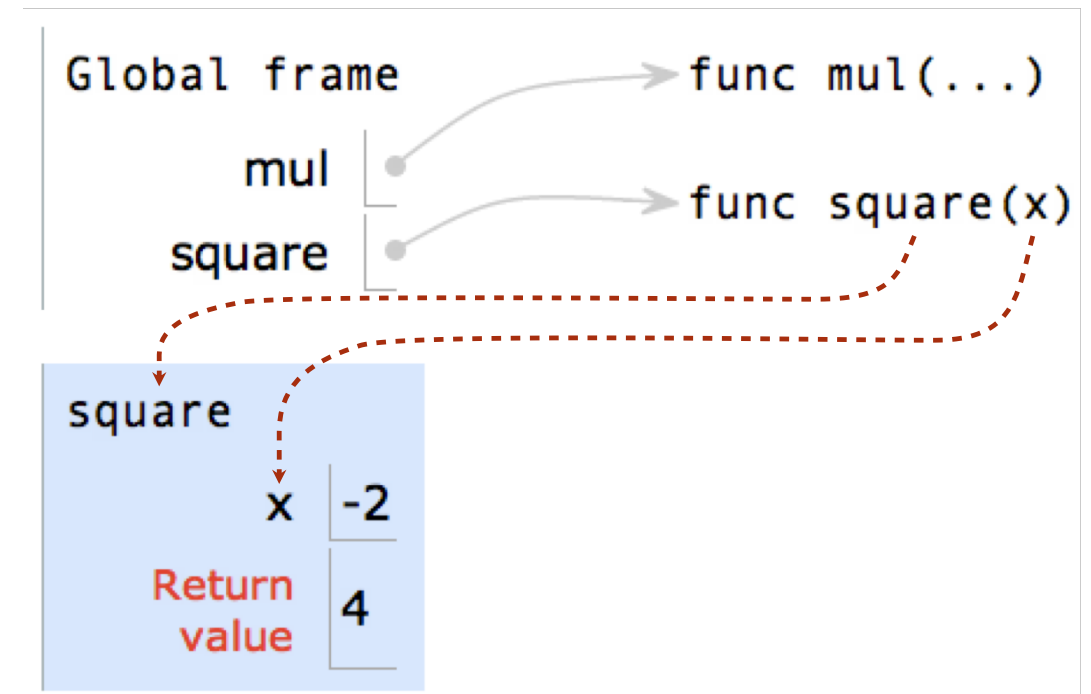 Global frame
func mul(...)
mul
func square(x)
square
square
x -2
Return
value
4